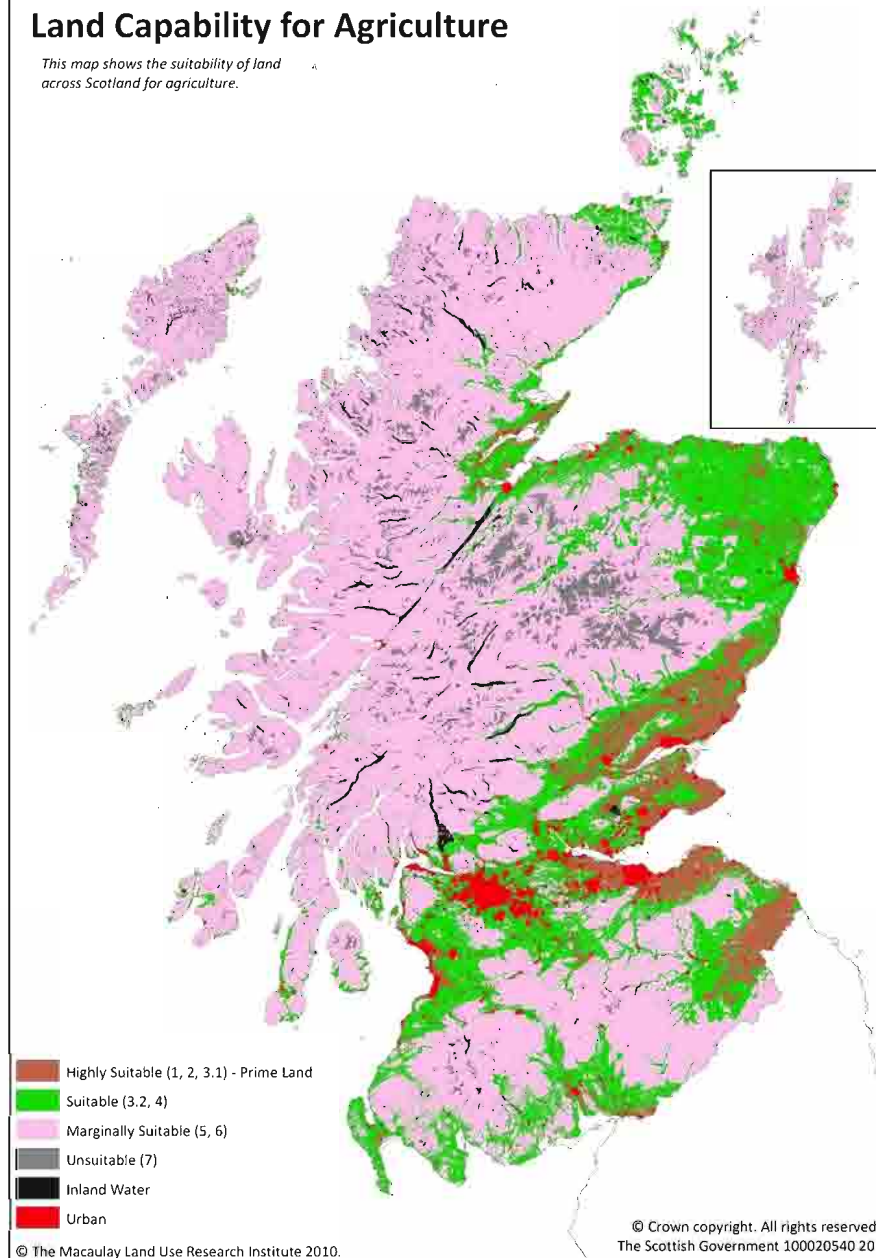 Land Capability for Agriculture
This map shows the suitability of land
across Scotland for agriculture.
Highly Suitable (1, 2, 3.1) - Prime Land
Suitable (3.2, 4)
Marginally Suitable (5, 6)
Unsuitable (7)
Inland Water
Urban
© Crown copyright. All rights reserved
© The Macaulay Land Use Research Institute 2010.
The Scottish Government 100020540 20